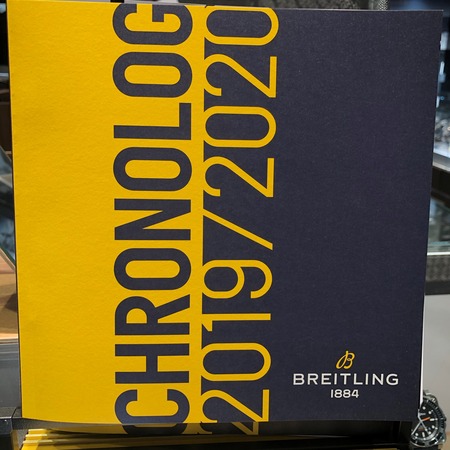 CHRONOLOG
2019/2020
B
BREITLING
1884